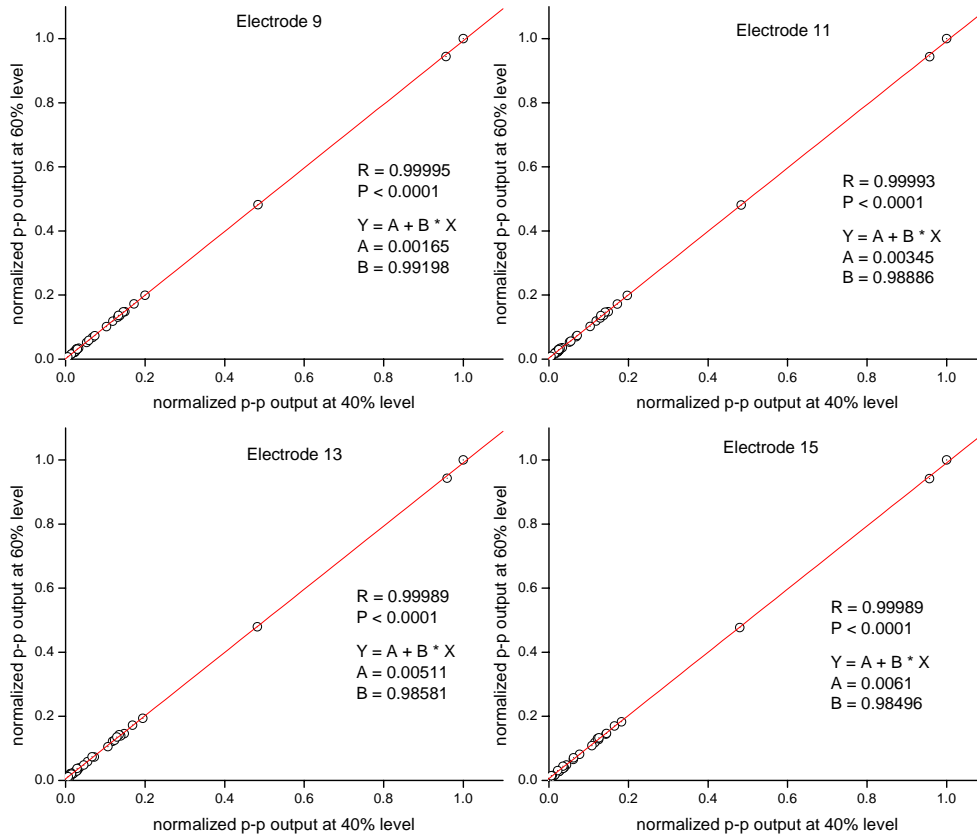 Electrode 9
normalized p-p output at 60% level
1.0
0.8
0.6
0.4
0.2
0.0
R = 0.99995
P < 0.0001
Y = A + B * X
A = 0.00165
B = 0.99198
0.0 0.2 0.4 0.6 0.8 1.0
normalized p-p output at 40% level
Electrode 11
normalized p-p output at 60% level
1.0
0.8
0.6
0.4
0.2
0.0
R = 0.99993
P < 0.0001
Y = A + B * X
A = 0.00345
B = 0.98886
0.0 0.2 0.4 0.6 0.8 1.0
normalized p-p output at 40% level
Electrode 13
normalized p-p output at 60% level
1.0
0.8
0.6
0.4
0.2
0.0
R = 0.99989
P < 0.0001
Y = A + B * X
A = 0.00511
B = 0.98581
0.0 0.2 0.4 0.6 0.8 1.0
normalized p-p output at 40% level
Electrode 15
normalized p-p output at 60% level
1.0
0.8
0.6
0.4
0.2
0.0
R = 0.99989
P < 0.0001
Y = A + B * X
A = 0.0061
B = 0.98496
0.0 0.2 0.4 0.6 0.8 1.0
normalized p-p output at 40% level